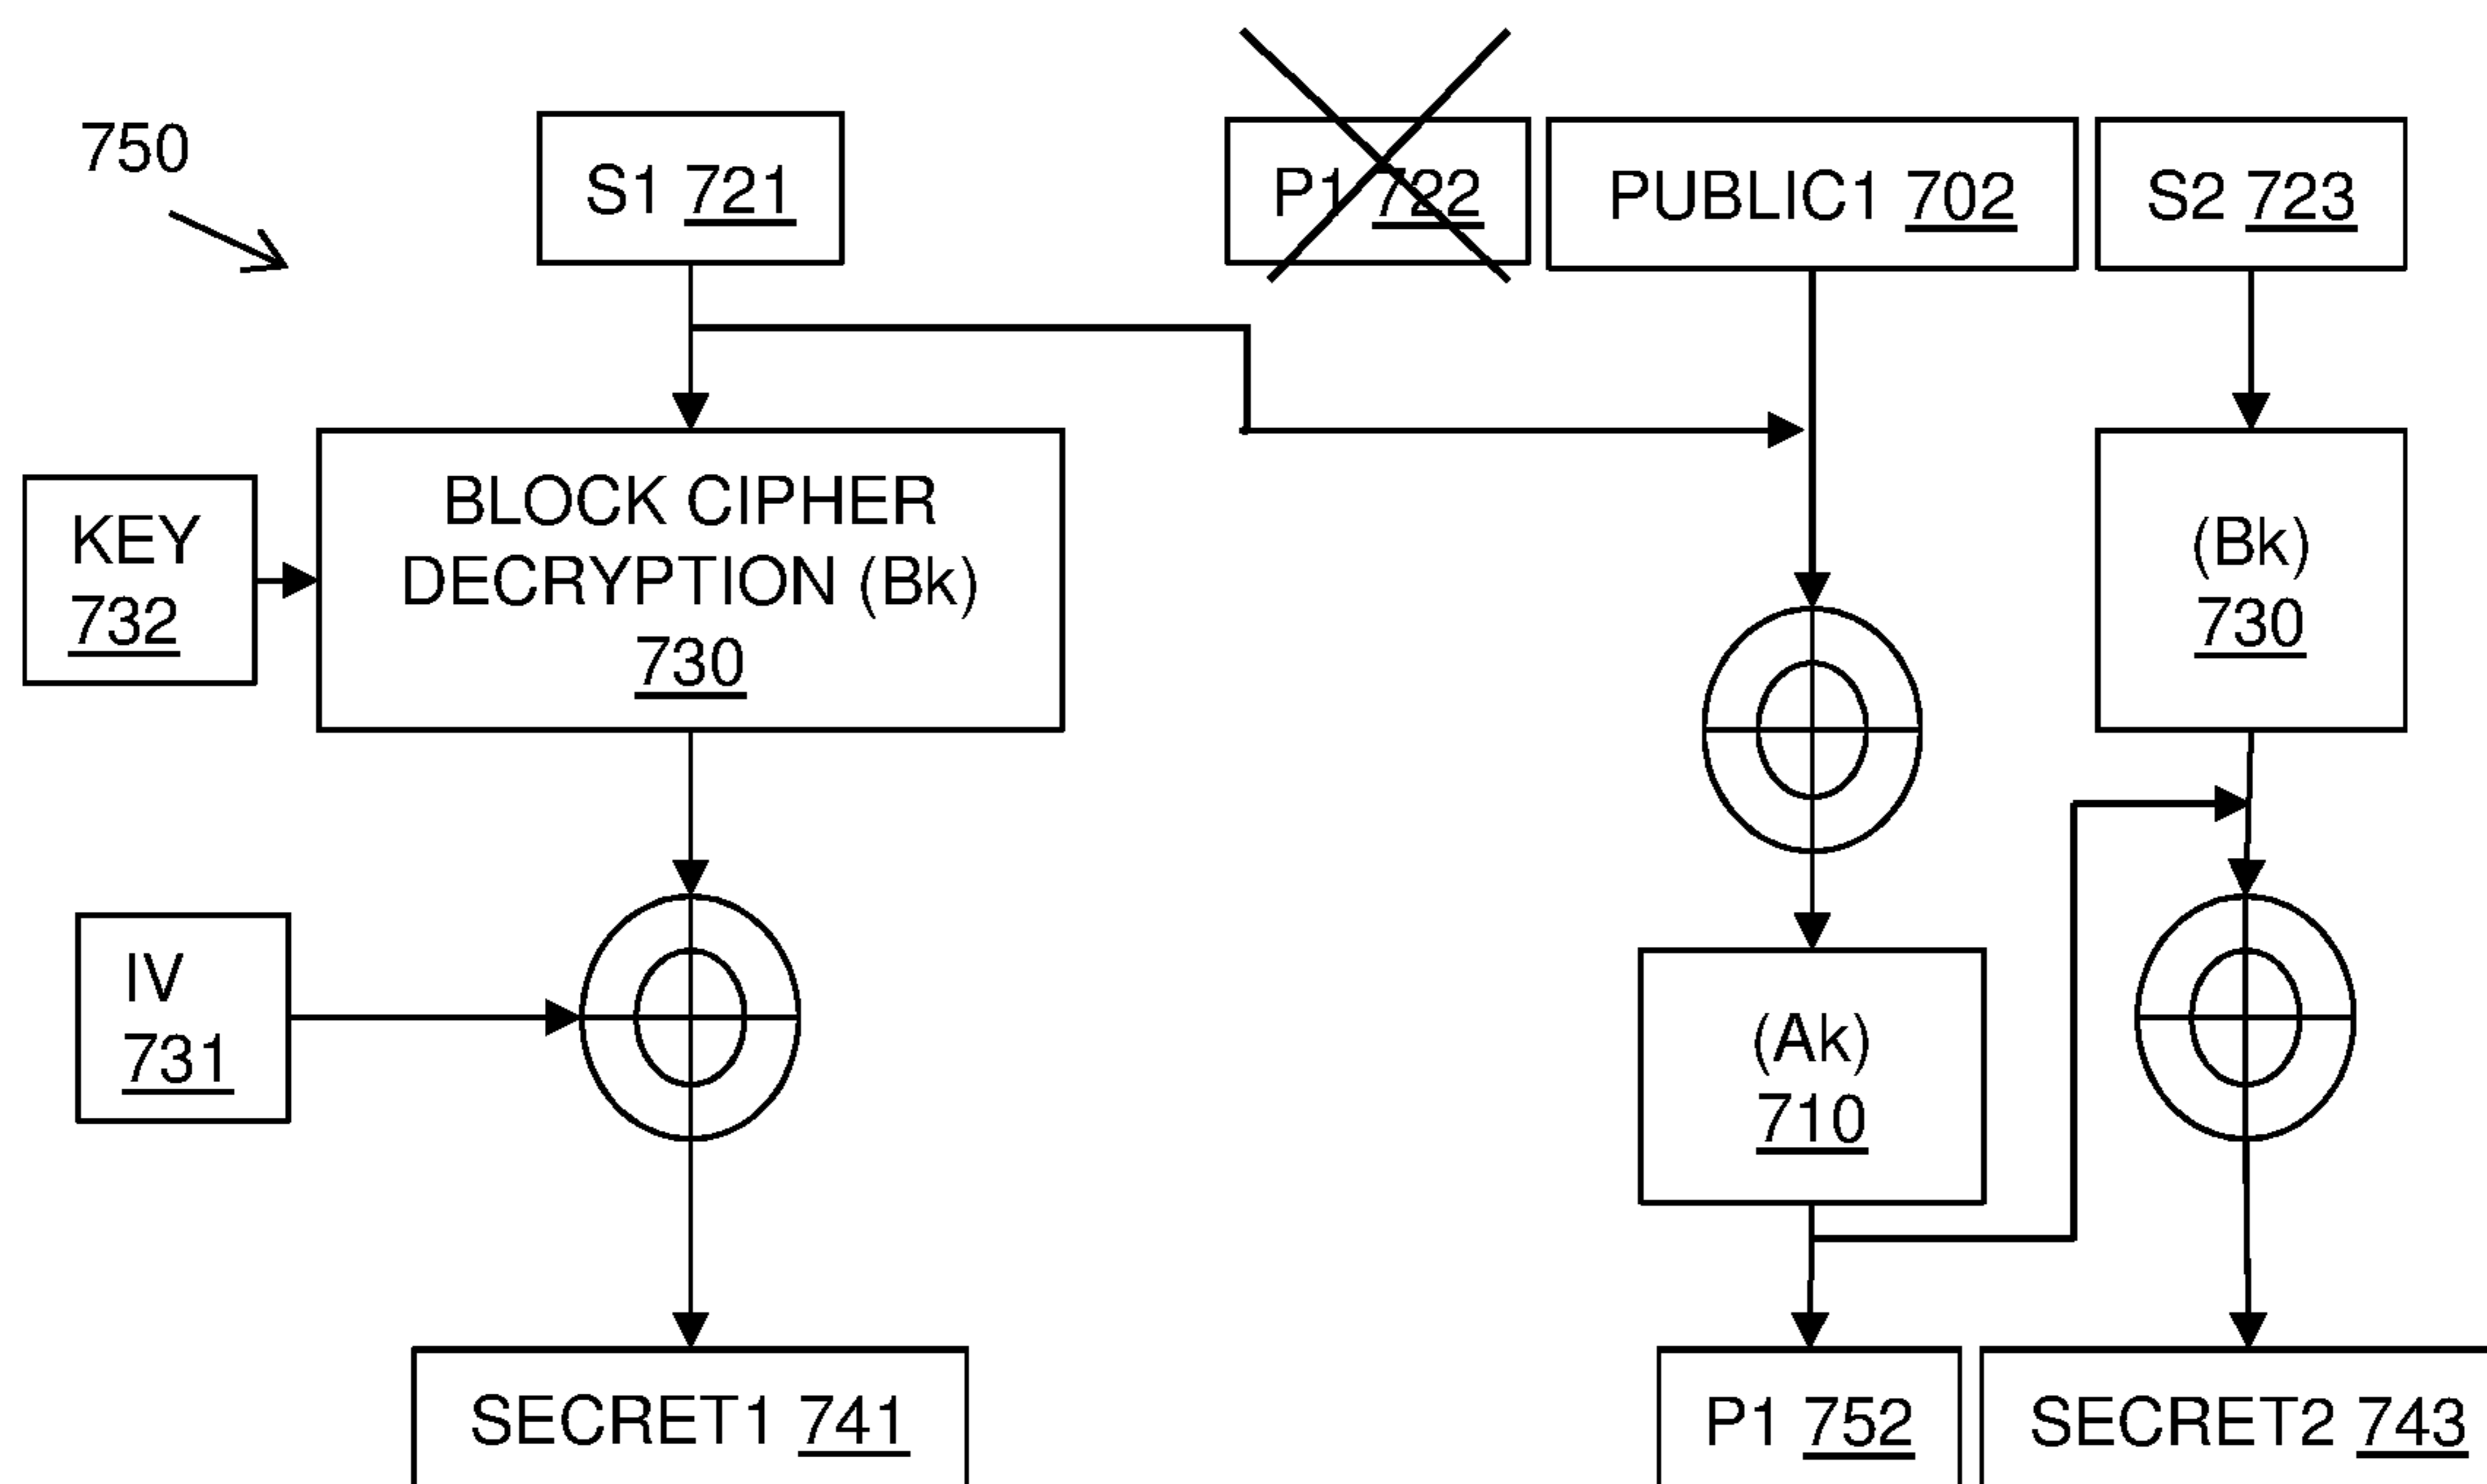 750
S1 721
P1 722
PUBLIC1 702
S2 723
KEY
732
BLOCK CIPHER
DECRYPTION (Bk)
730
(Bk)
730
IV
731
(Ak)
710
SECRET1 741
P1 752
SECRET2 743